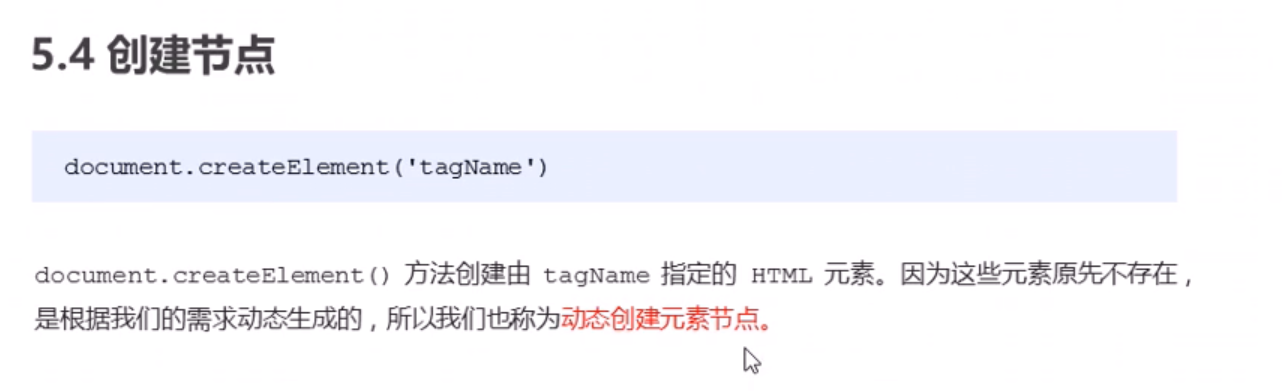 5.4 创建节点
document.createElement('tagName')
document.createElement() 方法创建由 tagName 指定的 HTML 元素。因为这些元素原先不存在，
是根据我们的需求动态生成的，所以我们也称为动态创建元素节点。